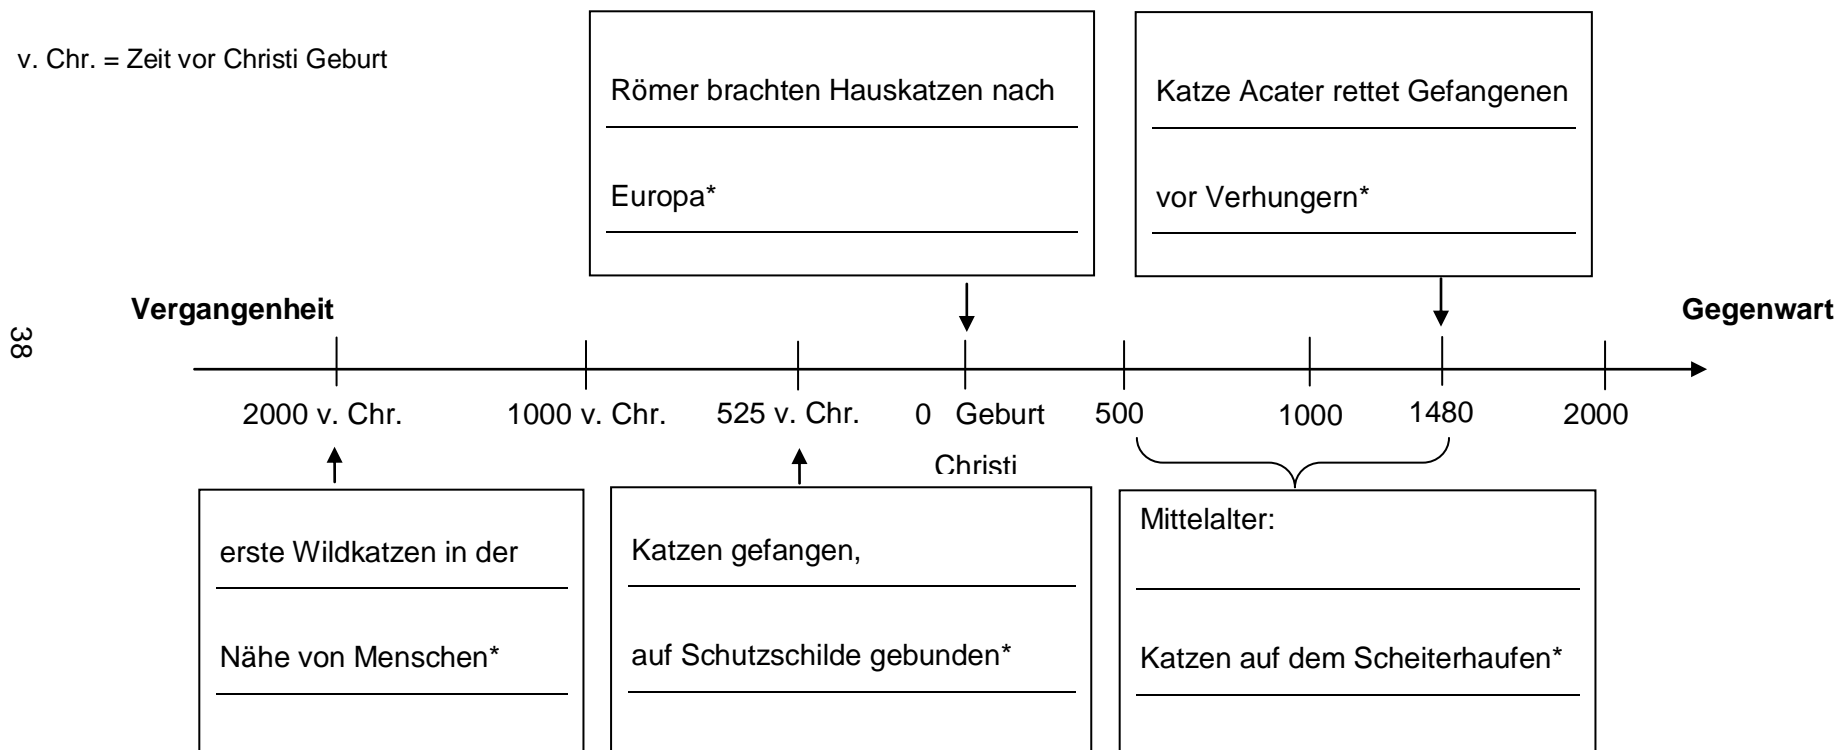 v. Chr. = Zeit vor Christi Geburt
Römer brachten Hauskatzen nach
Europa*
Katze Acater rettet Gefangenen
vor Verhungern*
Vergangenheit
Gegenwart
38
2000 v. Chr.
1000 v. Chr.
525 v. Chr.
0 Geburt
Christi
500
1000
1480
2000
erste Wildkatzen in der
Nähe von Menschen*
Katzen gefangen,
auf Schutzschilde gebunden*
Mittelalter:
Katzen auf dem Scheiterhaufen*